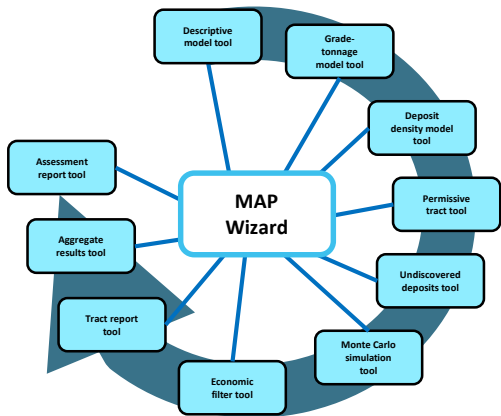 Descriptive
model tool
Grade-
tonnage
model tool
Deposit
density model
tool
Permissive
tract tool
Undiscovered
deposits tool
Monte Carlo
simulation
tool
Economic
filter tool
Tract report
tool
Aggregate
results tool
Assessment
report tool
MAP
Wizard